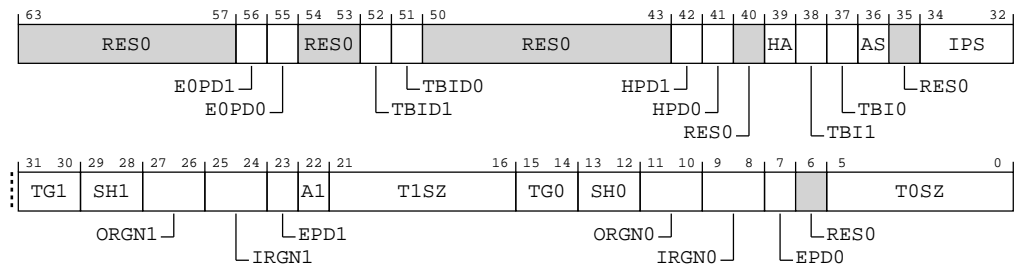 63 57 56 55 54 53 52 51 50 43 42 41 40 39 38 37 36 35 34 32
RES0 RES0 RES0 HA AS IPS
E0PD1 TBID0 HPD1 TBI0 RES0
E0PD0 TBID1 HPD0 TBI1
RES0
31 30 29 28 27 26 25 24 23 22 21 16 15 14 13 12 11 10 9 8 7 6 5 0
TG1 SH1 A1 T1SZ TG0 SH0 T0SZ
ORGN1 EPD1 ORGN0 RES0
IRGN1 IRGN0 EPD0